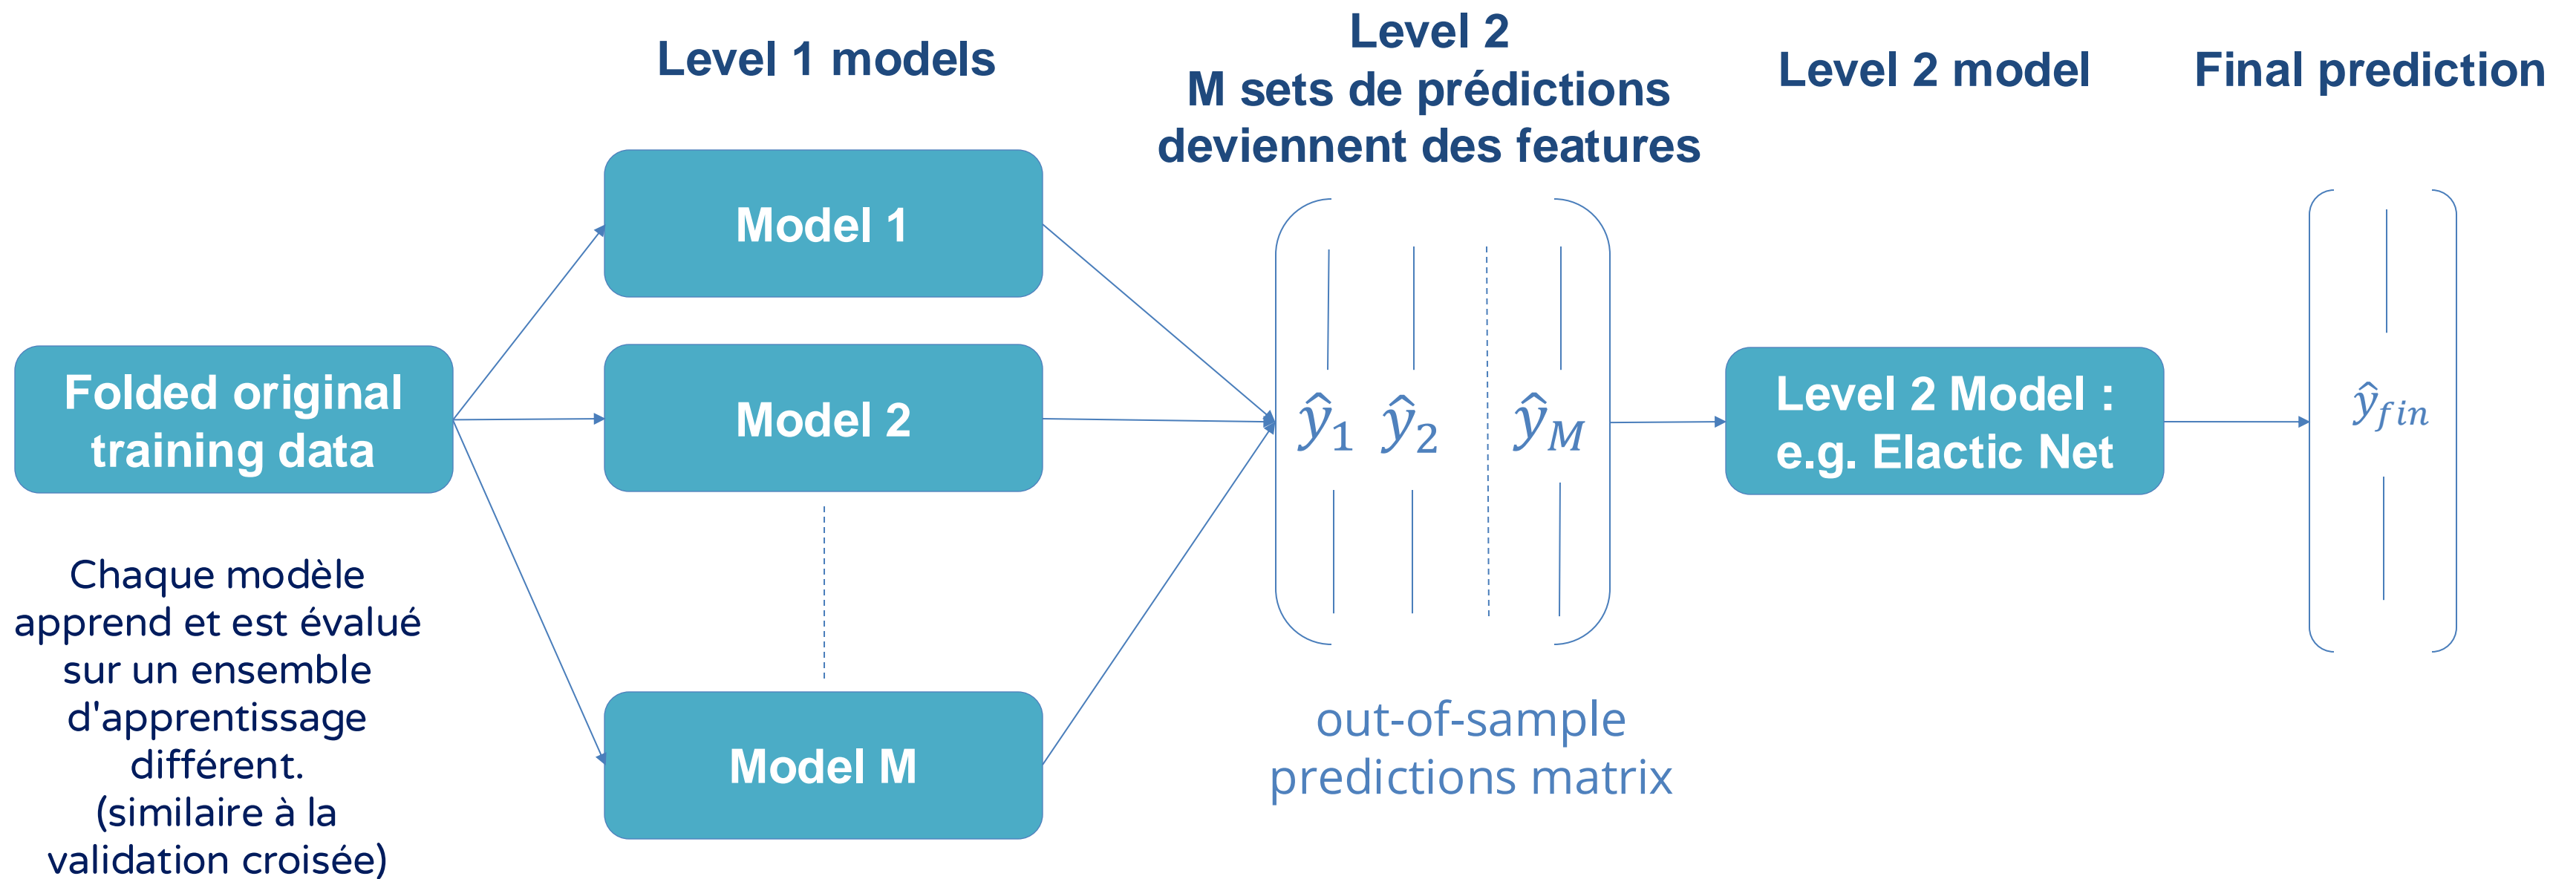 Level 1 models
Level 2
M sets de prédictions
deviennent des features
Level 2 model
Final prediction
Model 1
Model 2
Model M
Folded original
training data
Chaque modèle
apprend et est évalué
sur un ensemble
d'apprentissage
différent.
(similaire à la
validation croisée)
ŷ₁ ŷ₂ ŷ_M
out-of-sample
predictions matrix
Level 2 Model :
e.g. Elactic Net
ŷ_fin